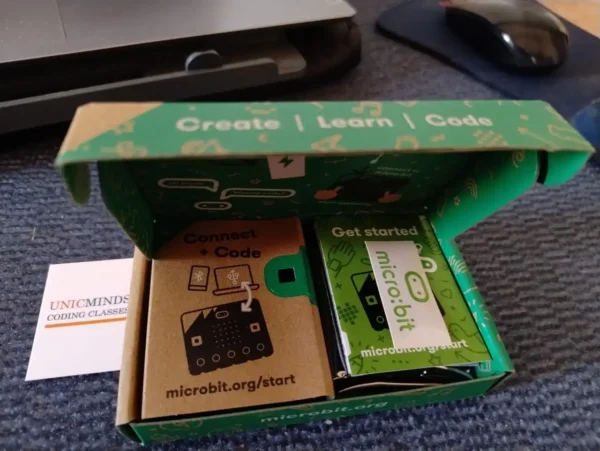 Create | Learn | Code
Connect
+ Code
microbit.org/start
Get started
micro:bit
microbit.org/start
UNICMINDS
CODING CLASSES
microbit.org